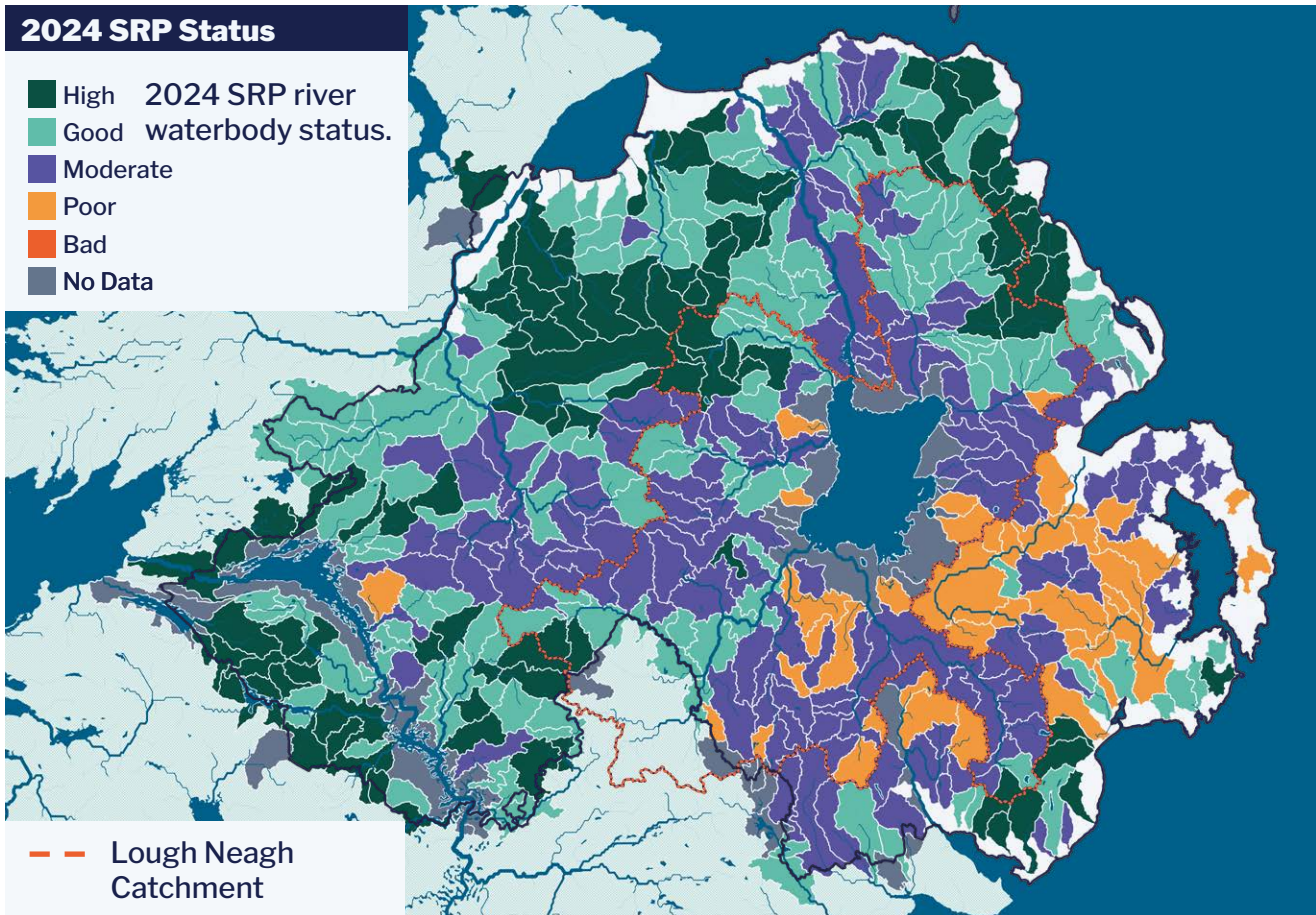 2024 SRP Status
High
Good
Moderate
Poor
Bad
No Data
2024 SRP river
waterbody status.
Lough Neagh
Catchment